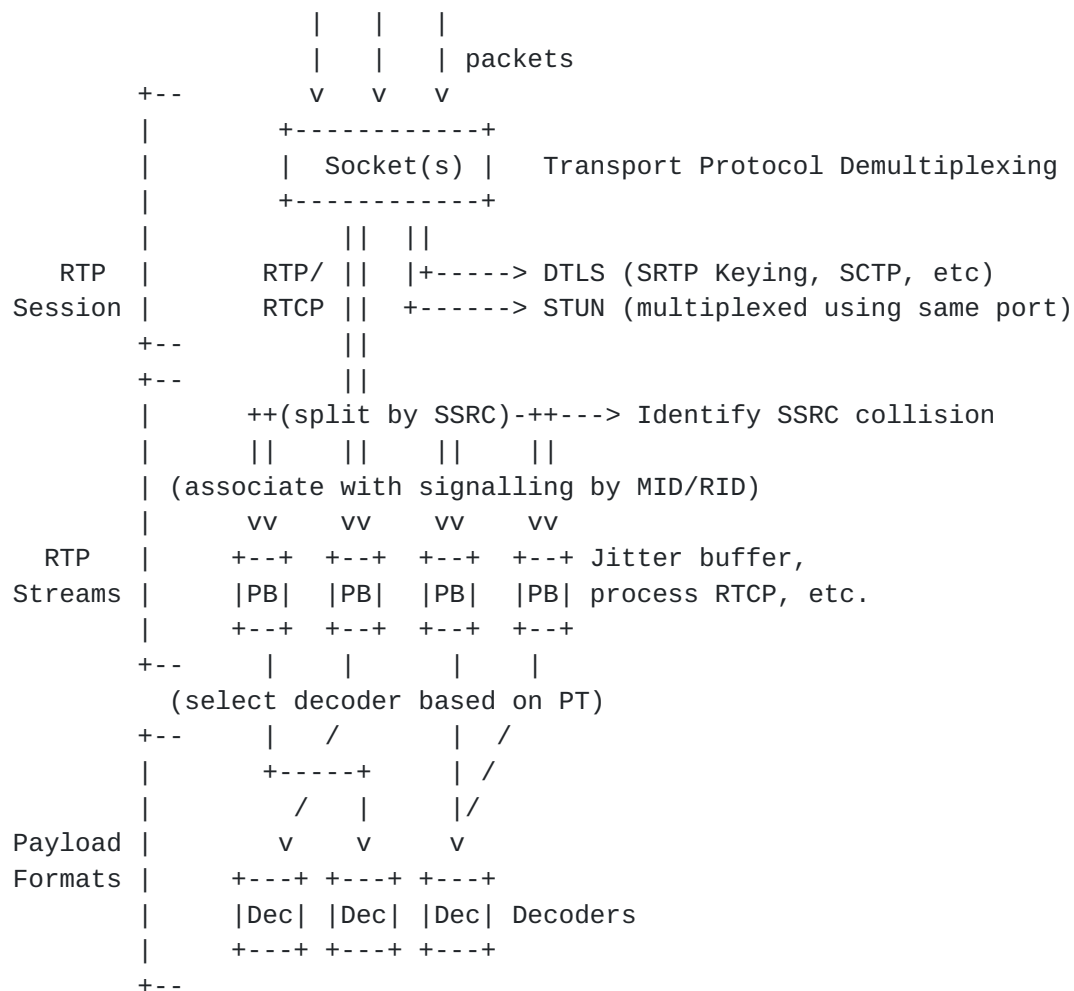 |   |   |
                   |   |   | packets
        +--        v   v   v
        |        +------------+
        |        |  Socket(s) |   Transport Protocol Demultiplexing
        |        +------------+
        |            ||  ||
   RTP  |       RTP/ ||  |+-----> DTLS (SRTP Keying, SCTP, etc)
Session |       RTCP ||  +------> STUN (multiplexed using same port)
        +--          ||
        +--          ||
        |      ++(split by SSRC)-++---> Identify SSRC collision
        |      ||    ||    ||    ||
        | (associate with signalling by MID/RID)
        |      vv    vv    vv    vv
  RTP   |     +--+  +--+  +--+  +--+ Jitter buffer,
Streams |     |PB|  |PB|  |PB|  |PB| process RTCP, etc.
        |     +--+  +--+  +--+  +--+
        +--     |    |      |    |
          (select decoder based on PT)
        +--     |   /       |  /
        |       +-----+     | /
        |         /   |     |/
Payload |        v    v     v
Formats |     +---+ +---+ +---+
        |     |Dec| |Dec| |Dec| Decoders
        |     +---+ +---+ +---+
        +--